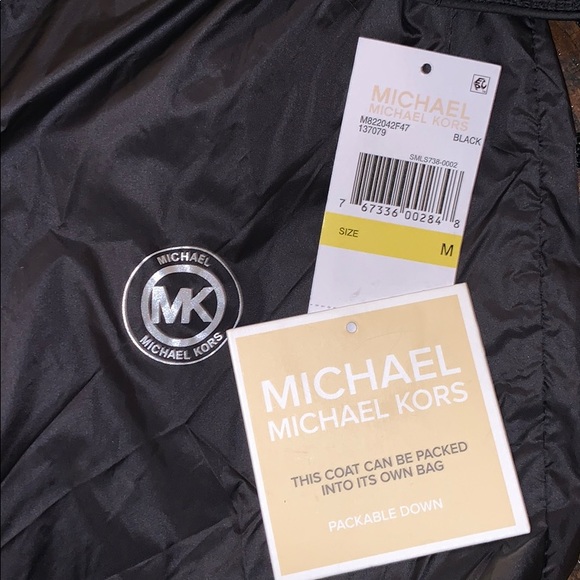 MICHAEL
MICHAEL KORS
M822042F47
137079
BLACK
SMLS738-0002
7 67336 00284 8
SIZE
M
MICHAEL
MK
MICHAEL KORS
MICHAEL
MICHAEL KORS
THIS COAT CAN BE PACKED
INTO ITS OWN BAG
PACKABLE DOWN